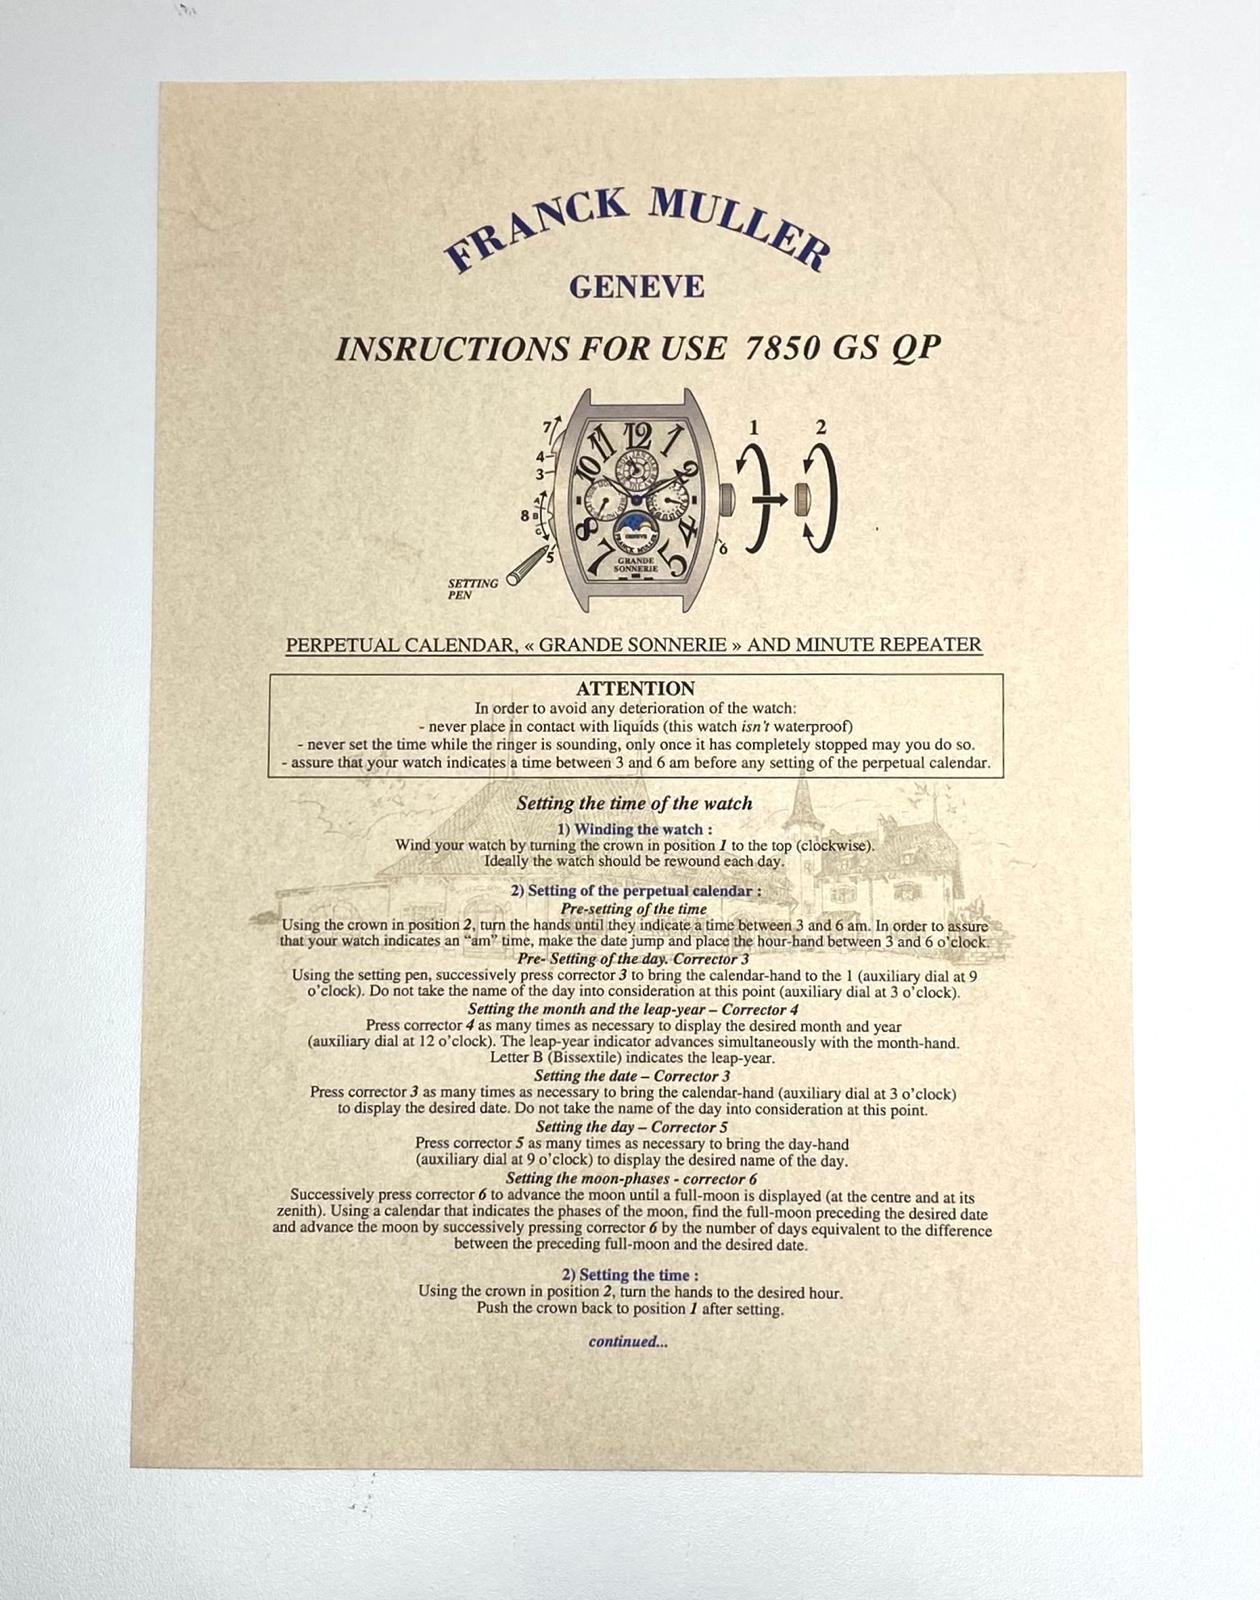 FRANCK MULLER
GENEVE
INSRUCTIONS FOR USE 7850 GS QP
7
4
3
8
A
B
C
5
6
1
2
12
1
2
4
5
7
8
10
11
GENEVE
FRANCK MULLER
GRANDE
SONNERIE
SETTING
PEN
PERPETUAL CALENDAR, « GRANDE SONNERIE » AND MINUTE REPEATER
ATTENTION
In order to avoid any deterioration of the watch:
- never place in contact with liquids (this watch isn't waterproof)
- never set the time while the ringer is sounding, only once it has completely stopped may you do so.
- assure that your watch indicates a time between 3 and 6 am before any setting of the perpetual calendar.
Setting the time of the watch
1) Winding the watch :
Wind your watch by turning the crown in position 1 to the top (clockwise).
Ideally the watch should be rewound each day.
2) Setting of the perpetual calendar :
Pre-setting of the time
Using the crown in position 2, turn the hands until they indicate a time between 3 and 6 am. In order to assure
that your watch indicates an “am” time, make the date jump and place the hour-hand between 3 and 6 o’clock.
Pre- Setting of the day. Corrector 3
Using the setting pen, successively press corrector 3 to bring the calendar-hand to the 1 (auxiliary dial at 9
o’clock). Do not take the name of the day into consideration at this point (auxiliary dial at 3 o’clock).
Setting the month and the leap-year – Corrector 4
Press corrector 4 as many times as necessary to display the desired month and year
(auxiliary dial at 12 o’clock). The leap-year indicator advances simultaneously with the month-hand.
Letter B (Bissextile) indicates the leap-year.
Setting the date – Corrector 3
Press corrector 3 as many times as necessary to bring the calendar-hand (auxiliary dial at 3 o’clock)
to display the desired date. Do not take the name of the day into consideration at this point.
Setting the day – Corrector 5
Press corrector 5 as many times as necessary to bring the day-hand
(auxiliary dial at 9 o’clock) to display the desired name of the day.
Setting the moon-phases - corrector 6
Successively press corrector 6 to advance the moon until a full-moon is displayed (at the centre and at its
zenith). Using a calendar that indicates the phases of the moon, find the full-moon preceding the desired date
and advance the moon by successively pressing corrector 6 by the number of days equivalent to the difference
between the preceding full-moon and the desired date.
2) Setting the time :
Using the crown in position 2, turn the hands to the desired hour.
Push the crown back to position 1 after setting.
continued...